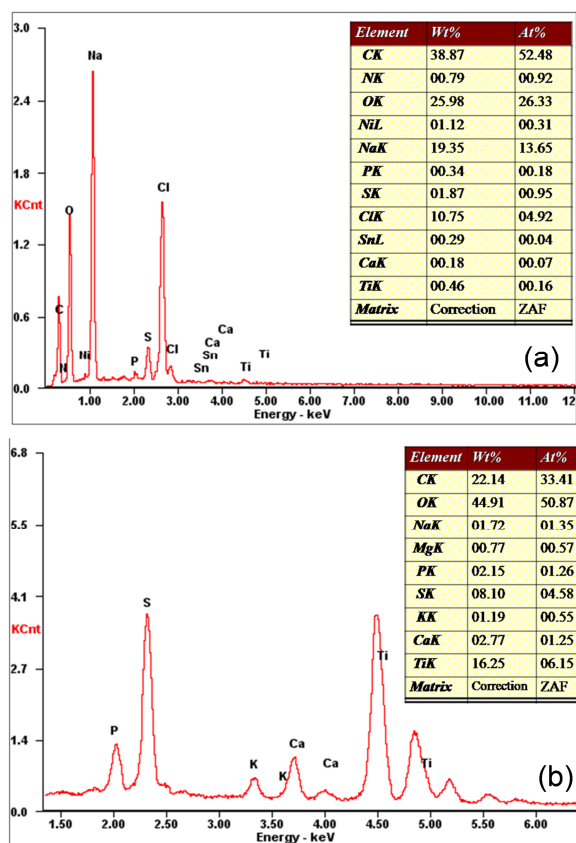 3.0
2.4
1.8
KCnt
1.2
0.6
0.0
Na
O
C
N
Ni
P
S
Cl
Cl
Sn
Sn
Ca
Ca
Ti
Ti
1.00 2.00 3.00 4.00 5.00 6.00 7.00 8.00 9.00 10.00 11.00 12
Energy - keV
Element Wt% At%
CK 38.87 52.48
NK 00.79 00.92
OK 25.98 26.33
NiL 01.12 00.31
NaK 19.35 13.65
PK 00.34 00.18
SK 01.87 00.95
ClK 10.75 04.92
SnL 00.29 00.04
CaK 00.18 00.07
TiK 00.46 00.16
Matrix Correction ZAF
(a)
6.8
5.5
4.1
KCnt
2.7
1.4
0.0
P
S
K
K
Ca
Ca
Ti
Ti
1.50 2.00 2.50 3.00 3.50 4.00 4.50 5.00 5.50 6.00
Energy - keV
Element Wt% At%
CK 22.14 33.41
OK 44.91 50.87
NaK 01.72 01.35
MgK 00.77 00.57
PK 02.15 01.26
SK 08.10 04.58
KK 01.19 00.55
CaK 02.77 01.25
TiK 16.25 06.15
Matrix Correction ZAF
(b)